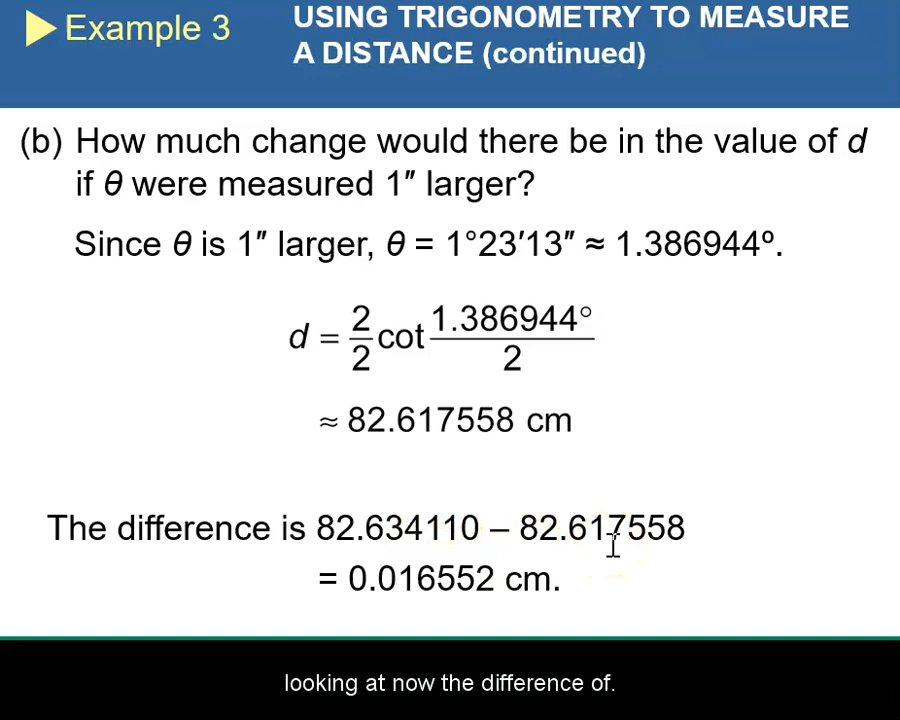 Example 3
USING TRIGONOMETRY TO MEASURE
A DISTANCE (continued)
(b) How much change would there be in the value of d
if θ were measured 1″ larger?
Since θ is 1″ larger, θ = 1°23′13″ ≈ 1.386944º.
d = 2/2 cot 1.386944°/2
≈ 82.617558 cm
The difference is 82.634110 – 82.617558
= 0.016552 cm.
looking at now the difference of.